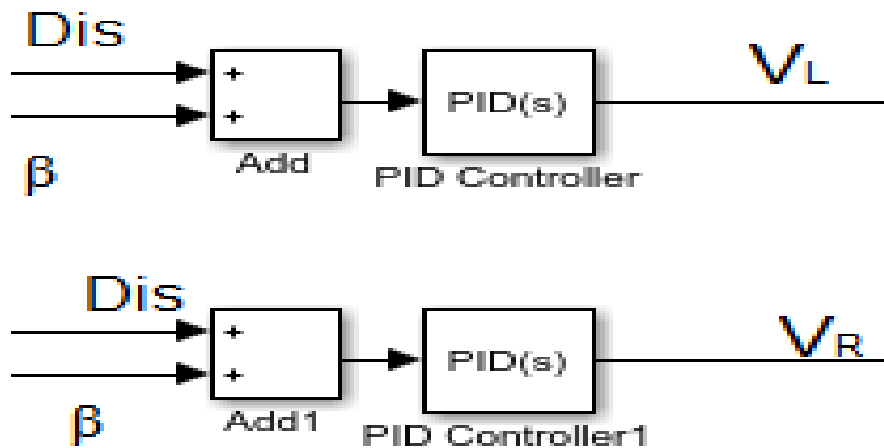 Dis
+
+
β
Add
PID(s)
PID Controller
VL
Dis
+
+
β
Add1
PID(s)
PID Controller1
VR